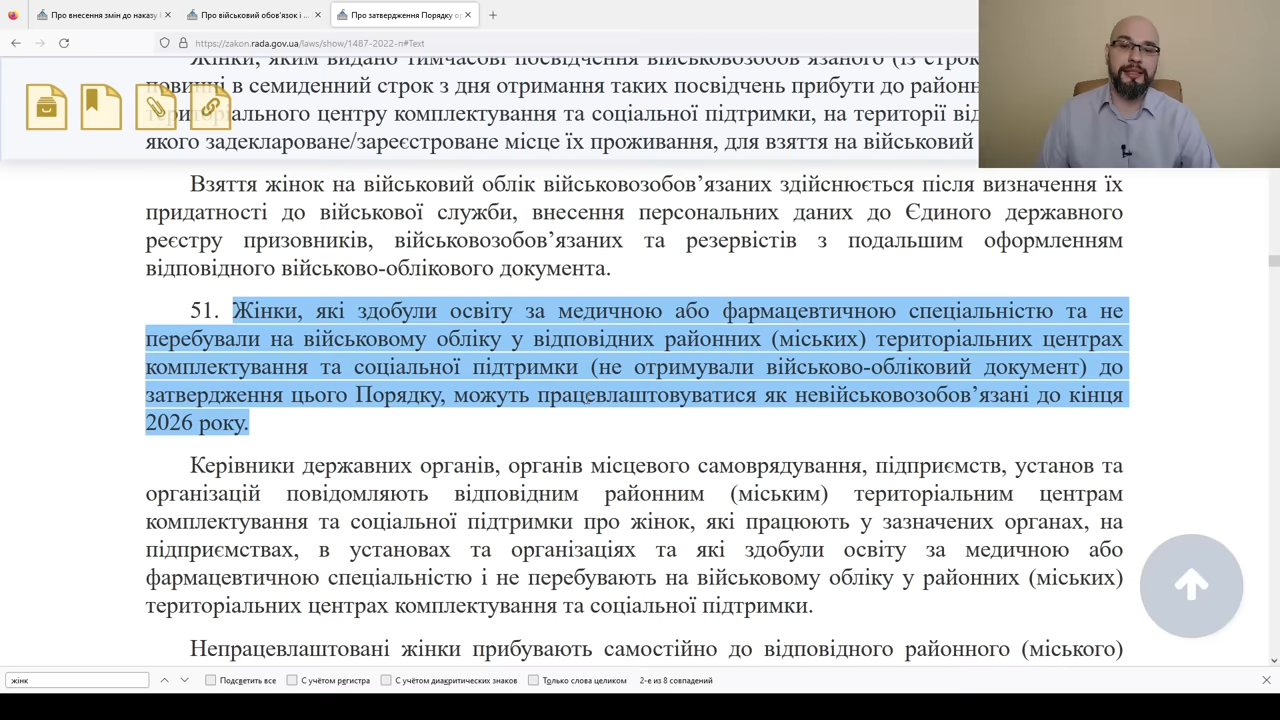 Про внесення змін до наказу
Про військовий обов'язок і ...
Про затвердження Порядку о
https://zakon.rada.gov.ua/laws/show/1487-2022-п#Text
Жінки, яким видано тимчасові посвідчення військовозобов'язаного (із строк
повинні в семиденний строк з дня отримання таких посвідчень прибути до районн
територіального центру комплектування та соціальної підтримки, на території від
якого задеклароване/зареєстроване місце їх проживання, для взяття на військовий
Взяття жінок на військовий облік військовозобов’язаних здійснюється після визначення їх
придатності до військової служби, внесення персональних даних до Єдиного державного
реєстру призовників, військовозобов’язаних та резервістів з подальшим оформленням
відповідного військово-облікового документа.
51. Жінки, які здобули освіту за медичною або фармацевтичною спеціальністю та не
перебували на військовому обліку у відповідних районних (міських) територіальних центрах
комплектування та соціальної підтримки (не отримували військово-обліковий документ) до
затвердження цього Порядку, можуть працевлаштовуватися як невійськовозобов’язані до кінця
2026 року.
Керівники державних органів, органів місцевого самоврядування, підприємств, установ та
організацій повідомляють відповідним районним (міським) територіальним центрам
комплектування та соціальної підтримки про жінок, які працюють у зазначених органах, на
підприємствах, в установах та організаціях та які здобули освіту за медичною або
фармацевтичною спеціальністю і не перебувають на військовому обліку у районних (міських)
територіальних центрах комплектування та соціальної підтримки.
Непрацевлаштовані жінки прибувають самостійно до відповідного районного (міського)
жінк
Подсветить все
С учётом регистра
С учётом диакритических знаков
Только слова целиком
2-е из 8 совпадений